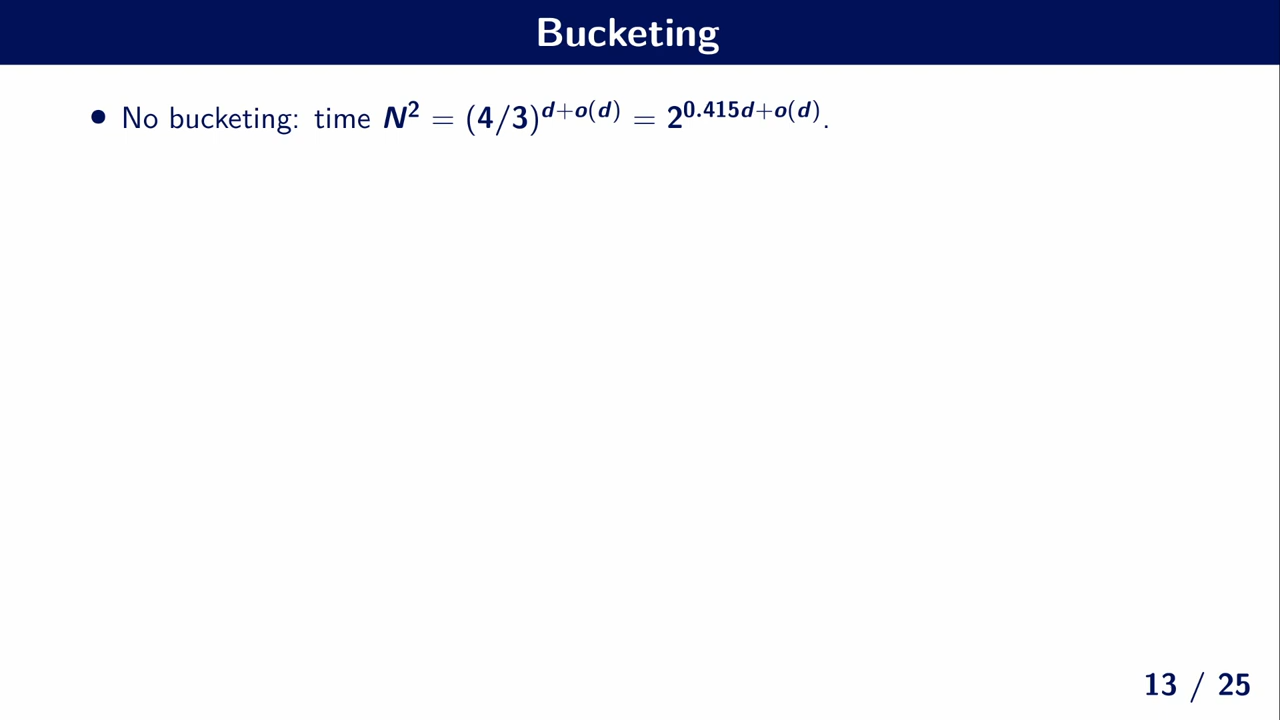 Bucketing
• No bucketing: time N² = (4/3)^{d+o(d)} = 2^{0.415d+o(d)}.
13 / 25